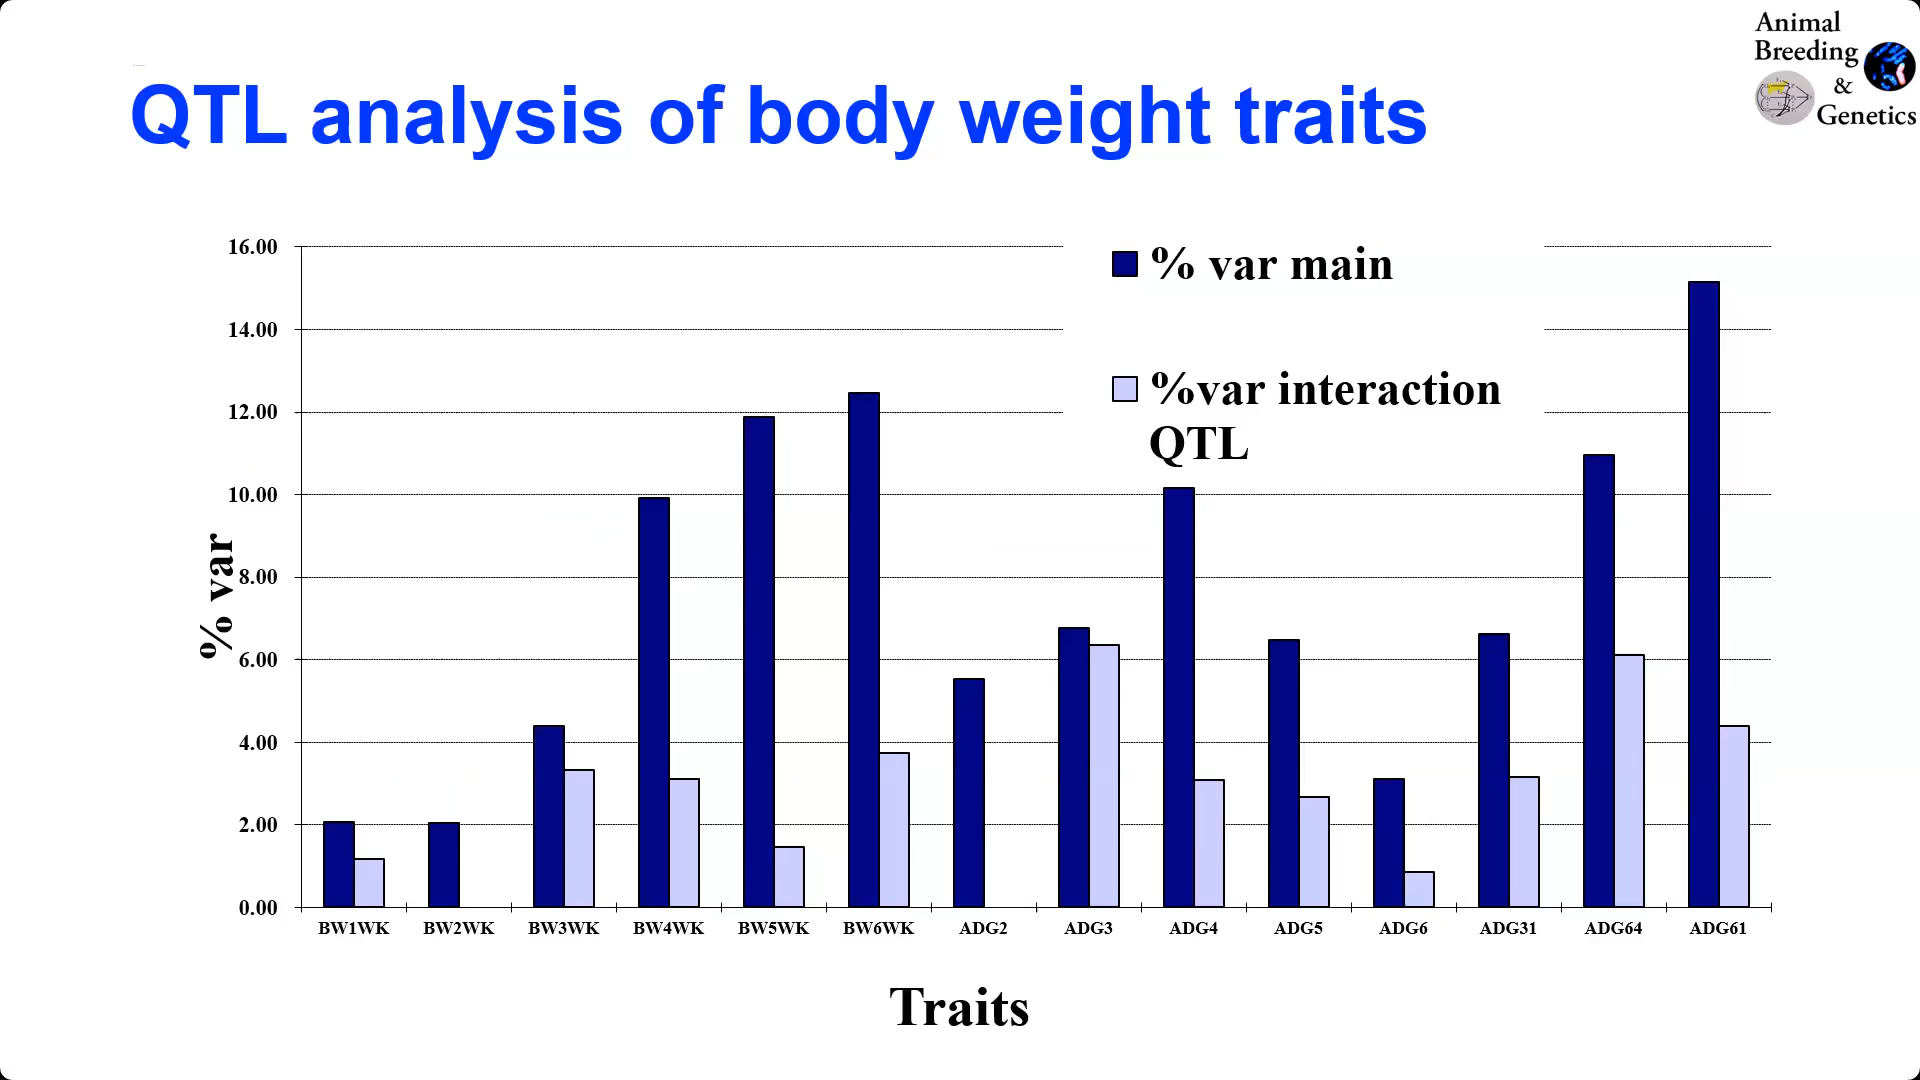 Animal
Breeding
&
Genetics
QTL analysis of body weight traits
% var main
%var interaction
QTL
% var
16.00
14.00
12.00
10.00
8.00
6.00
4.00
2.00
0.00
BW1WK BW2WK BW3WK BW4WK BW5WK BW6WK ADG2 ADG3 ADG4 ADG5 ADG6 ADG31 ADG64 ADG61
Traits